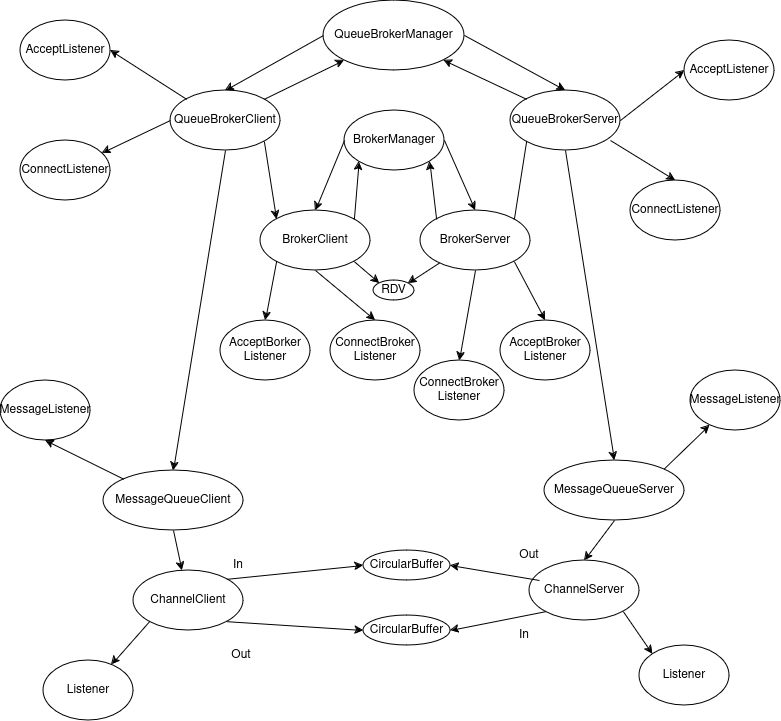 QueueBrokerManager
AcceptListener
AcceptListener
QueueBrokerClient
QueueBrokerServer
BrokerManager
ConnectListener
ConnectListener
BrokerClient
BrokerServer
RDV
AcceptBorker
Listener
ConnectBroker
Listener
AcceptBroker
Listener
ConnectBroker
Listener
MessageListener
MessageListener
MessageQueueClient
MessageQueueServer
In
CircularBuffer
Out
ChannelClient
ChannelServer
CircularBuffer
Out
In
Listener
Listener